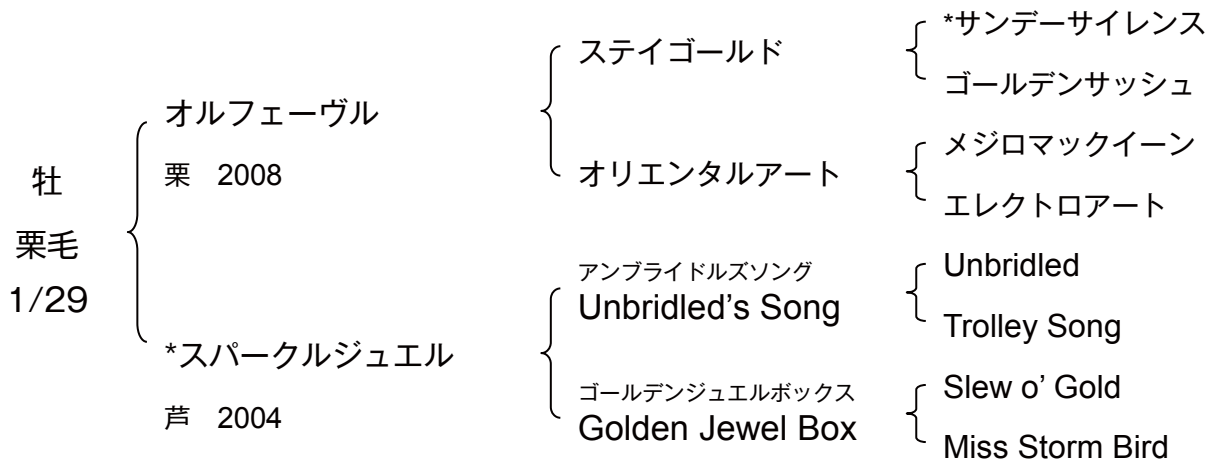 牡
栗毛
1/29
オルフェーヴル
栗　2008
*スパークルジュエル
芦　2004
ステイゴールド
オリエンタルアート
アンブライドルズソング
Unbridled's Song
ゴールデンジュエルボックス
Golden Jewel Box
*サンデーサイレンス
ゴールデンサッシュ
メジロマックイーン
エレクトロアート
Unbridled
Trolley Song
Slew o' Gold
Miss Storm Bird